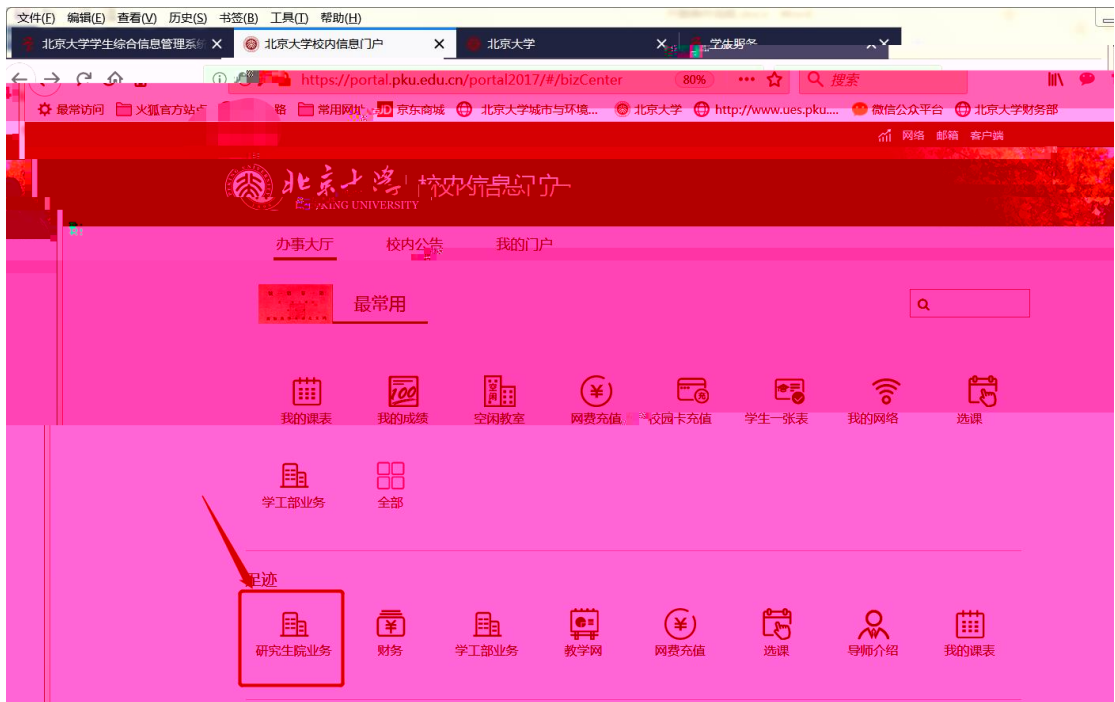 文件(F) 编辑(E) 查看(V) 历史(S) 书签(B) 工具(T) 帮助(H)
北京大学学生综合信息管理系统 北京大学校内信息门户 北京大学
https://portal.pku.edu.cn/portal2017/#/bizCenter 80% 搜索
最常访问 火狐官方站点 常用网址 JD 京东商城 北京大学城市与环境... 北京大学 http://www.ues.pku.... 微信公众平台 北京大学财务部
网络 邮箱 客户端
北京大学 校内信息门户
UNIVERSITY
办事大厅 校内公告 我的门户
最常用
100 空闲
我的课表 我的成绩 空闲教室 网费充值 校园卡充值 学生一张表 我的网络 选课
学工部业务 全部
足迹
研究生院业务 财务 学工部业务 教学网 网费充值 选课 导师介绍 我的课表